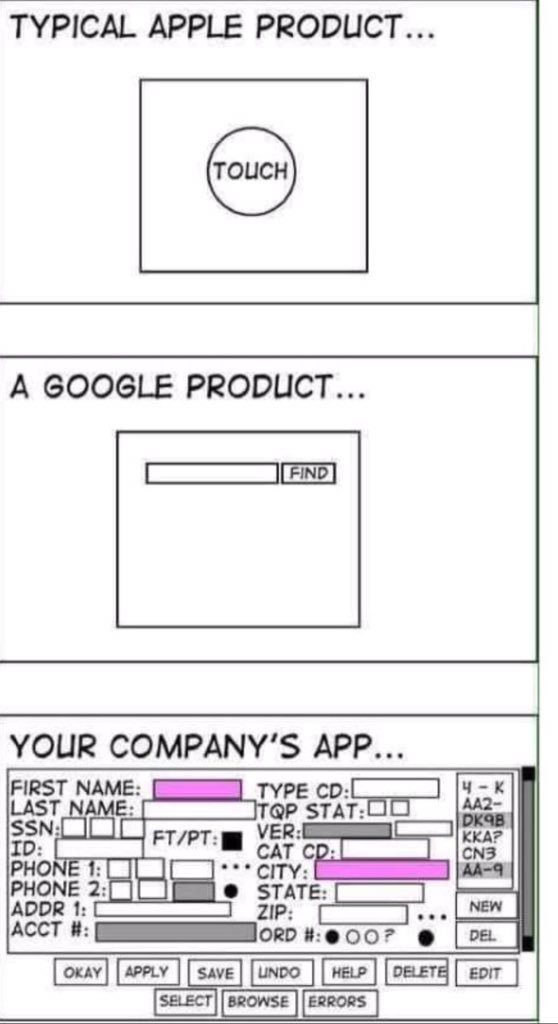 TYPICAL APPLE PRODUCT...
TOUCH
A GOOGLE PRODUCT...
FIND
YOUR COMPANY'S APP...
FIRST NAME:
LAST NAME:
SSN:
ID:
FT/PT:
PHONE 1:
...
PHONE 2:
ADDR 1:
ACCT #:
TYPE CD:
TQP STAT:
VER:
CAT CD:
CITY:
STATE:
ZIP:
...
ORD #: ?
4 - K
AA2-
DK9B
KKA?
CN3
AA-9
NEW
DEL
OKAY APPLY SAVE UNDO HELP DELETE EDIT
SELECT BROWSE ERRORS